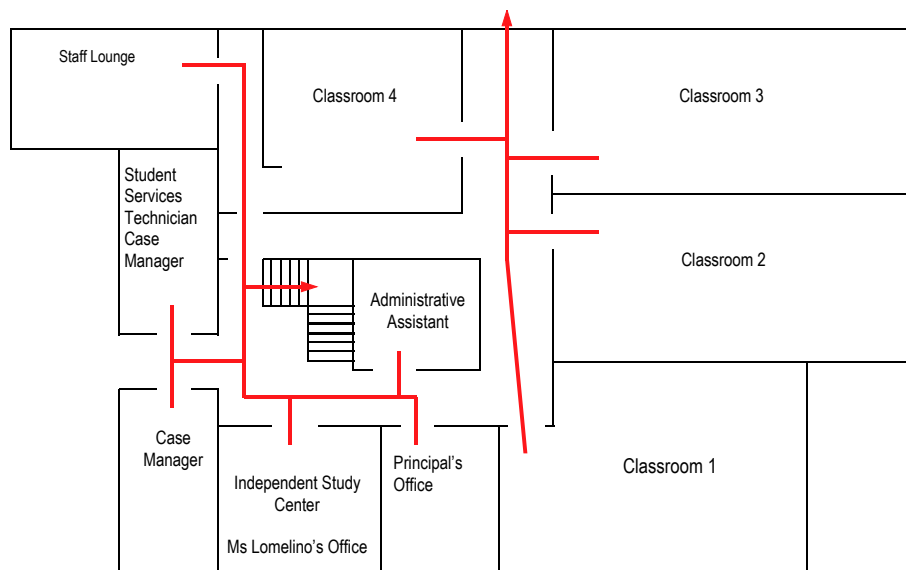 Staff Lounge
Classroom 4
Classroom 3
Student
Services
Technician
Case
Manager
Classroom 2
Administrative
Assistant
Case
Manager
Independent Study
Center
Ms Lomelino's Office
Principal's
Office
Classroom 1